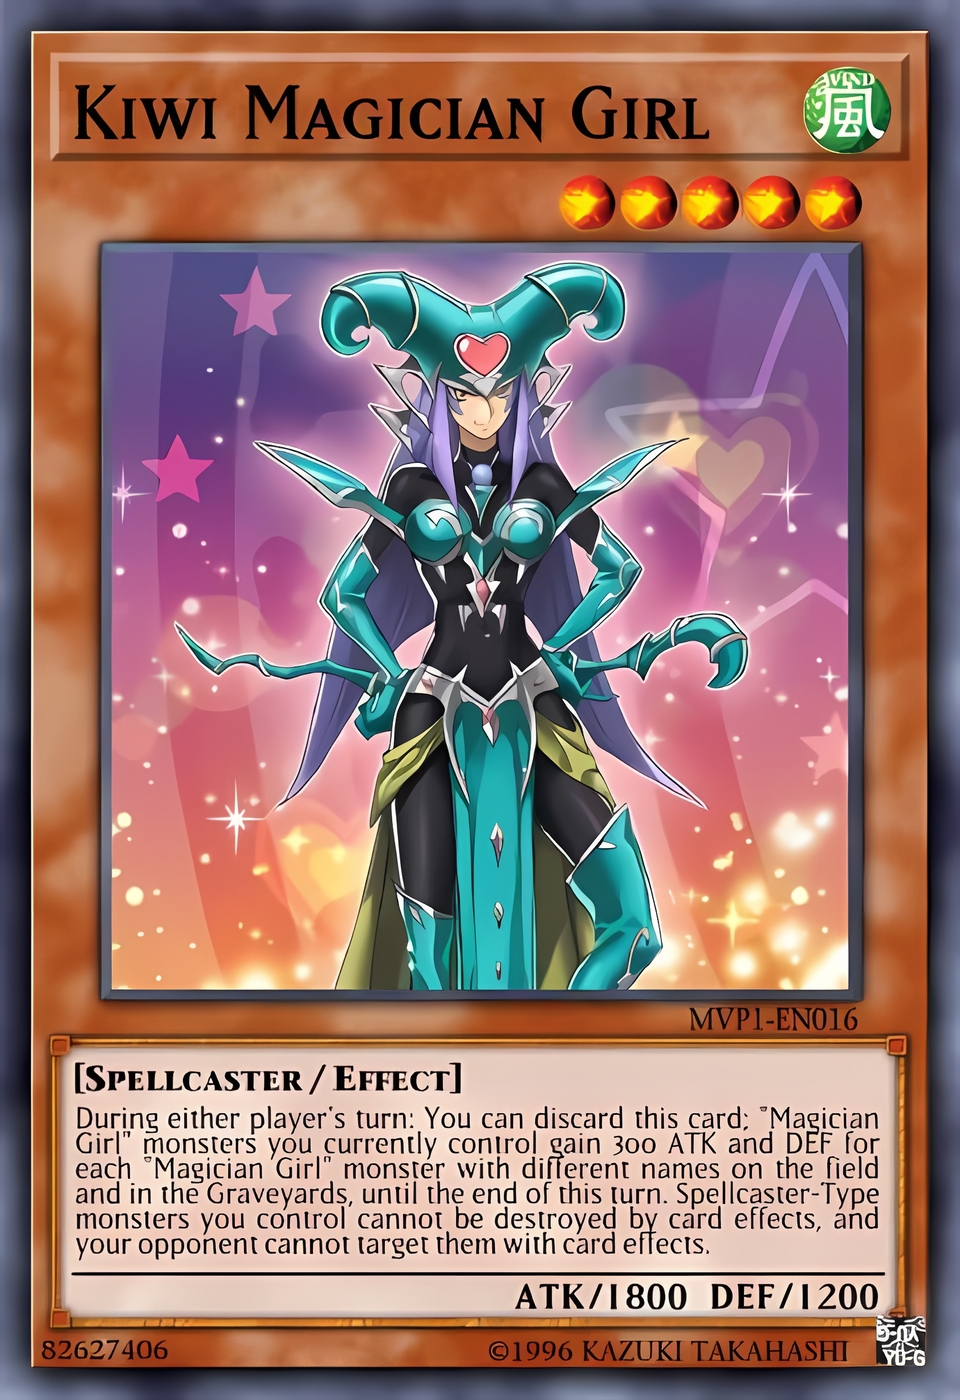 Kiwi Magician Girl
WIND
風
MVP1-EN016
[Spellcaster / Effect]
During either player's turn: You can discard this card; "Magician
Girl" monsters you currently control gain 300 ATK and DEF for
each "Magician Girl" monster with different names on the field
and in the Graveyards, until the end of this turn. Spellcaster-Type
monsters you control cannot be destroyed by card effects, and
your opponent cannot target them with card effects.
ATK/1800 DEF/1200
82627406
©1996 KAZUKI TAKAHASHI